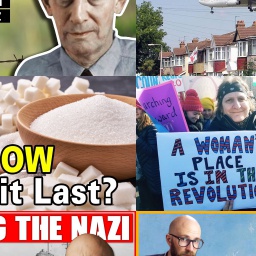 OW
it Last?
G THE NAZI
A WOMAN'S
PLACE
IS IN THE
REVOLUTION